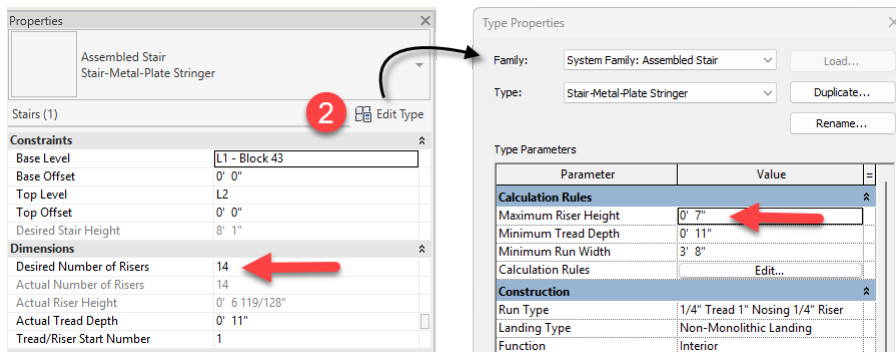 Properties
Assembled Stair
Stair-Metal-Plate Stringer
Stairs (1)
2
Edit Type
Constraints
Base Level L1 - Block 43
Base Offset 0' 0"
Top Level L2
Top Offset 0' 0"
Desired Stair Height 8' 1"
Dimensions
Desired Number of Risers 14
Actual Number of Risers 14
Actual Riser Height 0' 6 119/128"
Actual Tread Depth 0' 11"
Tread/Riser Start Number 1
Type Properties
Family: System Family: Assembled Stair Load...
Type: Stair-Metal-Plate Stringer Duplicate...
Rename...
Type Parameters
Parameter Value =
Calculation Rules
Maximum Riser Height 0' 7"
Minimum Tread Depth 0' 11"
Minimum Run Width 3' 8"
Calculation Rules Edit...
Construction
Run Type 1/4" Tread 1" Nosing 1/4" Riser
Landing Type Non-Monolithic Landing
Function Interior